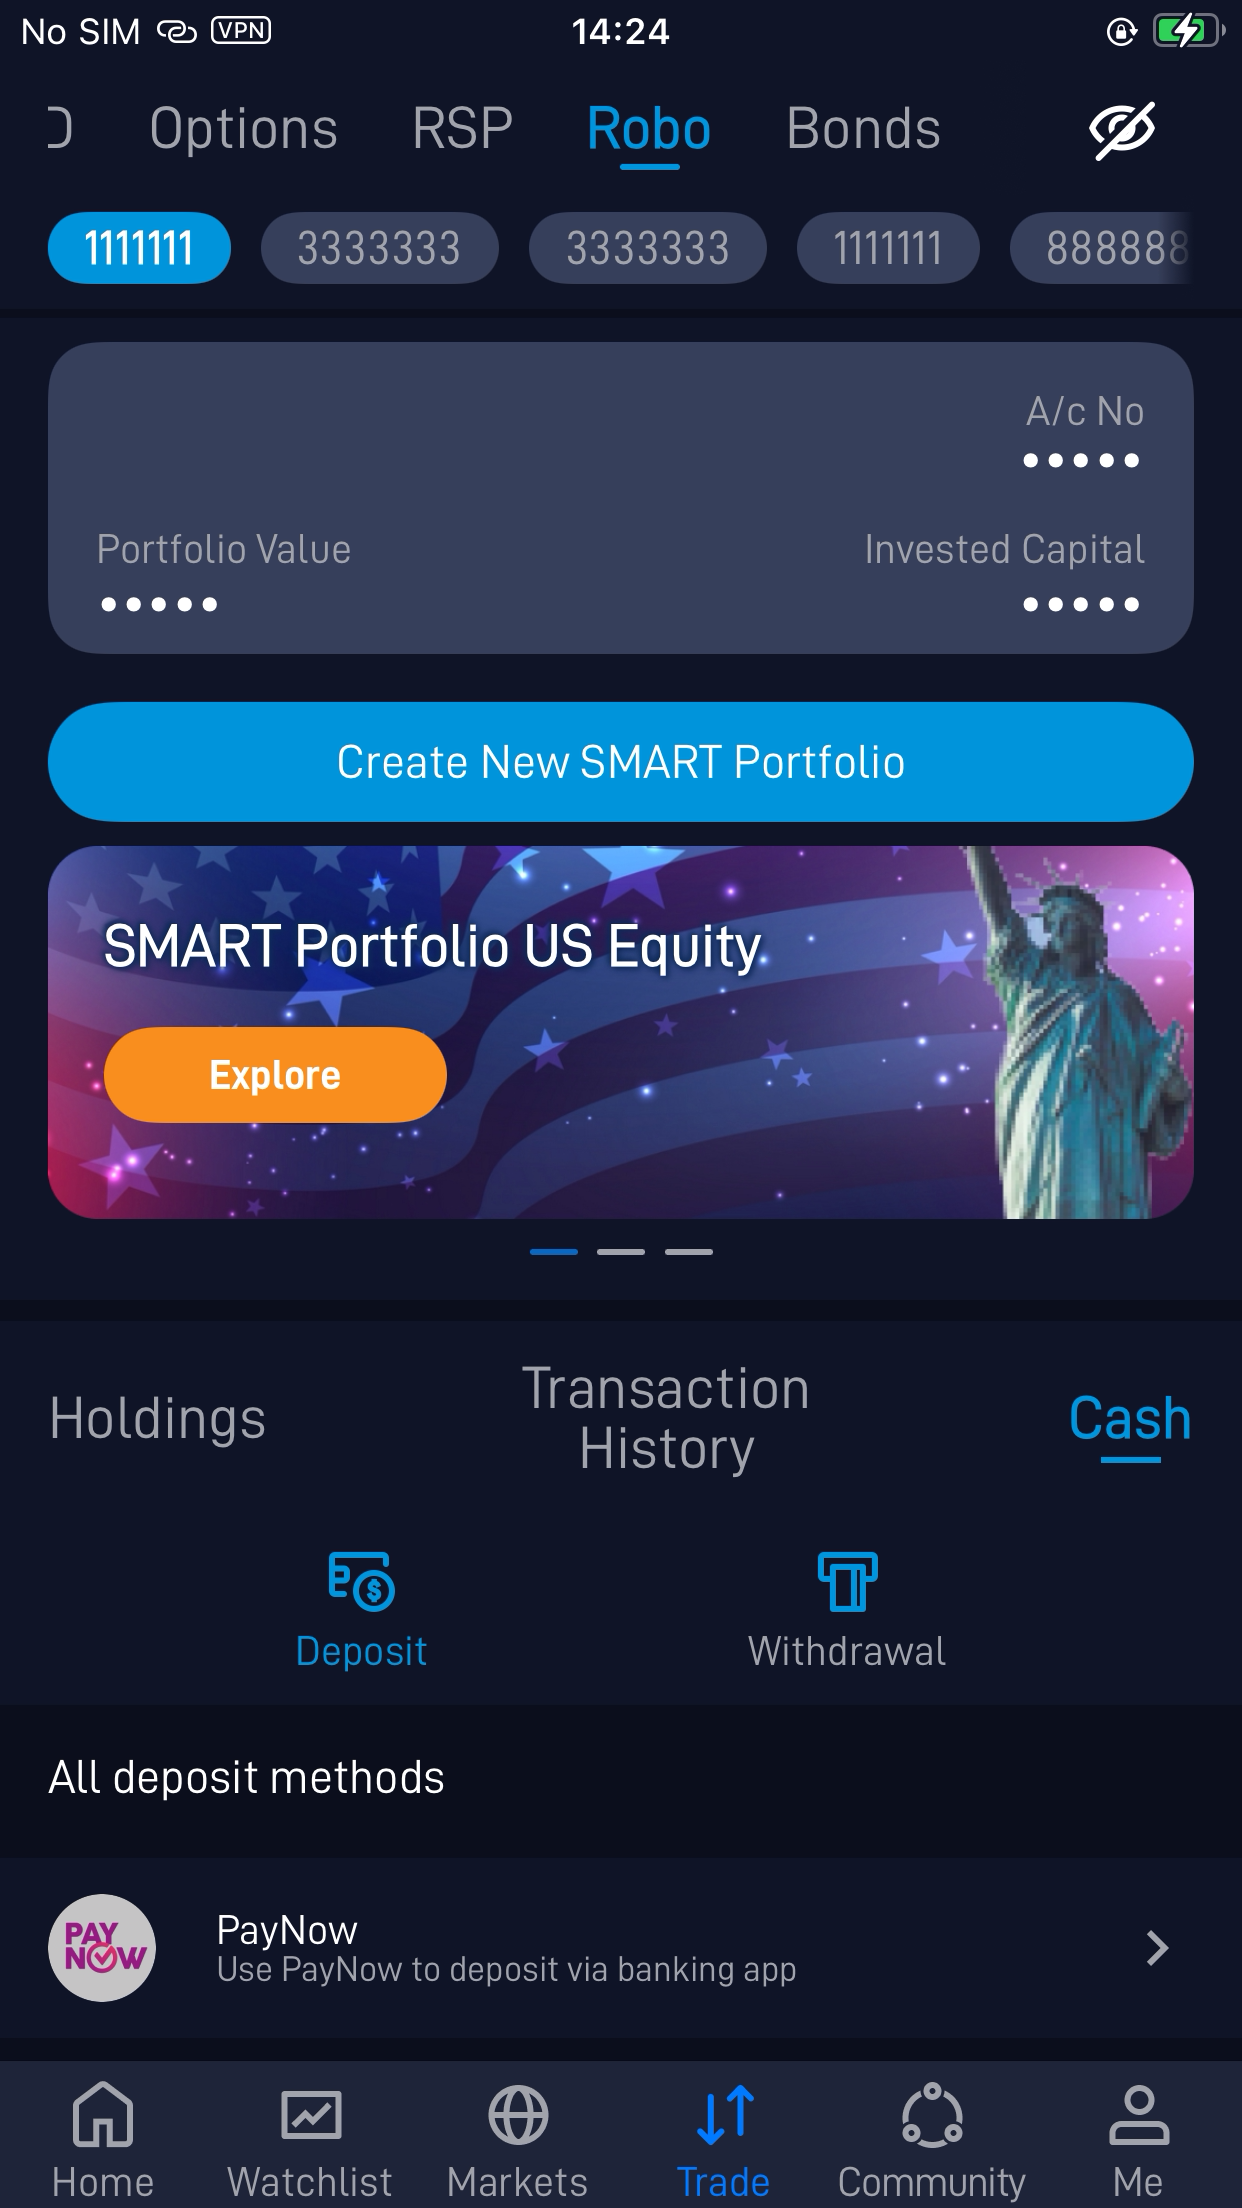 No SIM VPN 14:24
Options RSP Robo Bonds
1111111 3333333 3333333 1111111 888888
A/c No
•••••
Portfolio Value Invested Capital
••••• •••••
Create New SMART Portfolio
SMART Portfolio US Equity
Explore
Holdings Transaction History Cash
Deposit Withdrawal
All deposit methods
PAY
NOW
PayNow
Use PayNow to deposit via banking app
Home Watchlist Markets Trade Community Me